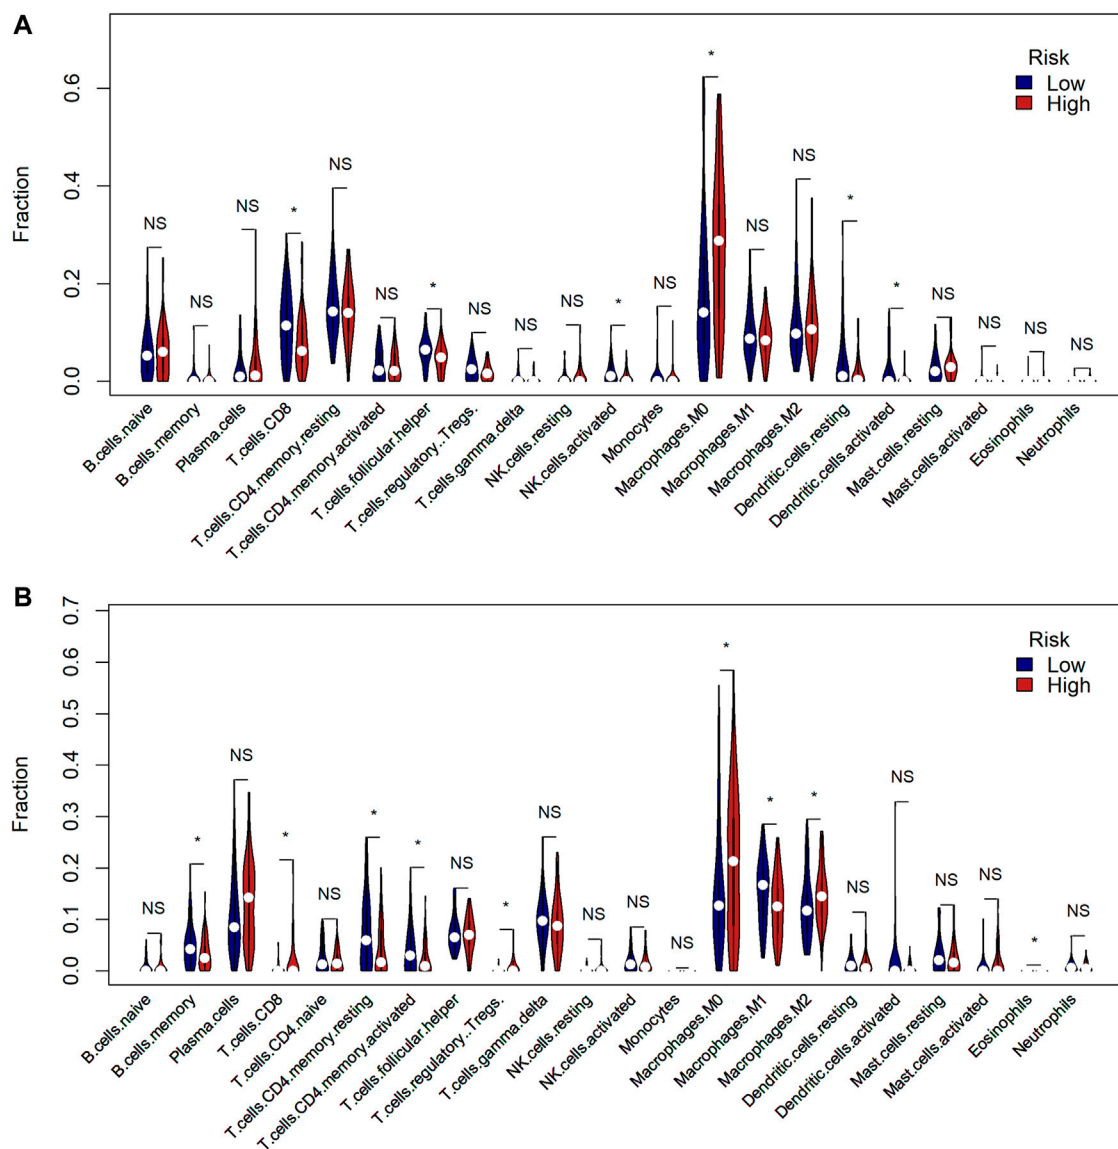 A
Fraction
0.0
0.2
0.4
0.6
Risk
Low
High
NS
NS
NS
*
NS
NS
*
NS
NS
NS
*
NS
*
NS
NS
*
*
NS
NS
NS
NS
B.cells.naive
B.cells.memory
Plasma.cells
T.cells.CD8
T.cells.CD4.memory.resting
T.cells.CD4.memory.activated
T.cells.follicular.helper
T.cells.regulatory..Tregs.
T.cells.gamma.delta
NK.cells.resting
NK.cells.activated
Monocytes
Macrophages.M0
Macrophages.M1
Macrophages.M2
Dendritic.cells.resting
Dendritic.cells.activated
Mast.cells.resting
Mast.cells.activated
Eosinophils
Neutrophils
B
Fraction
0.0
0.1
0.2
0.3
0.4
0.5
0.6
0.7
Risk
Low
High
NS
*
NS
*
NS
*
*
NS
*
NS
NS
NS
NS
*
*
*
NS
NS
NS
NS
*
NS
B.cells.naive
B.cells.memory
Plasma.cells
T.cells.CD8
T.cells.CD4.naive
T.cells.CD4.memory.resting
T.cells.CD4.memory.activated
T.cells.follicular.helper
T.cells.regulatory..Tregs.
T.cells.gamma.delta
NK.cells.resting
NK.cells.activated
Monocytes
Macrophages.M0
Macrophages.M1
Macrophages.M2
Dendritic.cells.resting
Dendritic.cells.activated
Mast.cells.resting
Mast.cells.activated
Eosinophils
Neutrophils